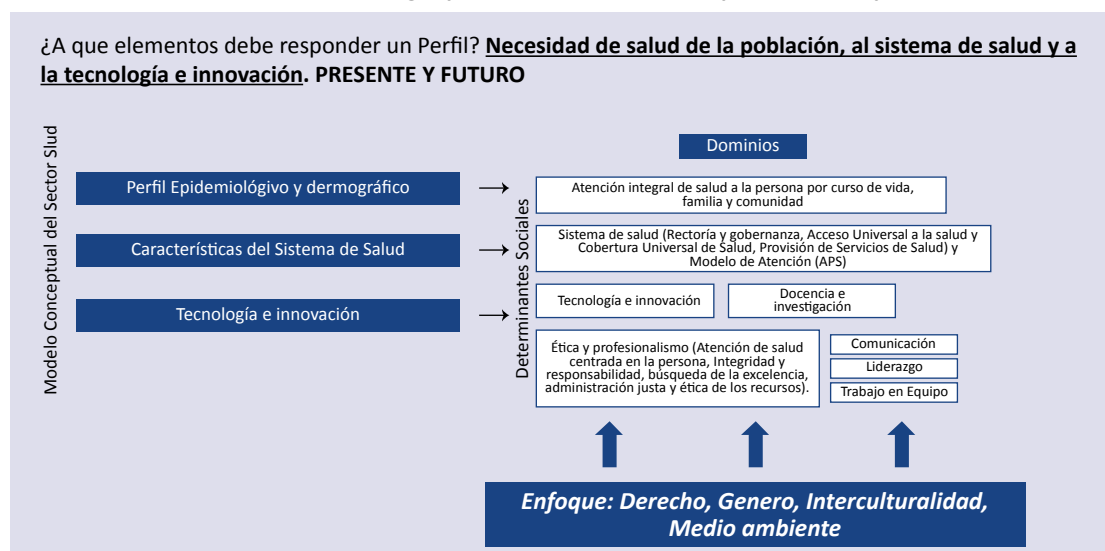 ¿A que elementos debe responder un Perfil? Necesidad de salud de la población, al sistema de salud y a
la tecnología e innovación. PRESENTE Y FUTURO
Modelo Conceptual del Sector Slud
Perfil Epidemiológivo y dermográfico
Características del Sistema de Salud
Tecnología e innovación
Determinantes Sociales
Dominios
Atención integral de salud a la persona por curso de vida,
familia y comunidad
Sistema de salud (Rectoría y gobernanza, Acceso Universal a la salud y
Cobertura Universal de Salud, Provisión de Servicios de Salud) y
Modelo de Atención (APS)
Tecnología e innovación
Docencia e
investigación
Ética y profesionalismo (Atención de salud
centrada en la persona, Integridad y
responsabilidad, búsqueda de la excelencia,
administración justa y ética de los recursos).
Comunicación
Liderazgo
Trabajo en Equipo
Enfoque: Derecho, Genero, Interculturalidad,
Medio ambiente